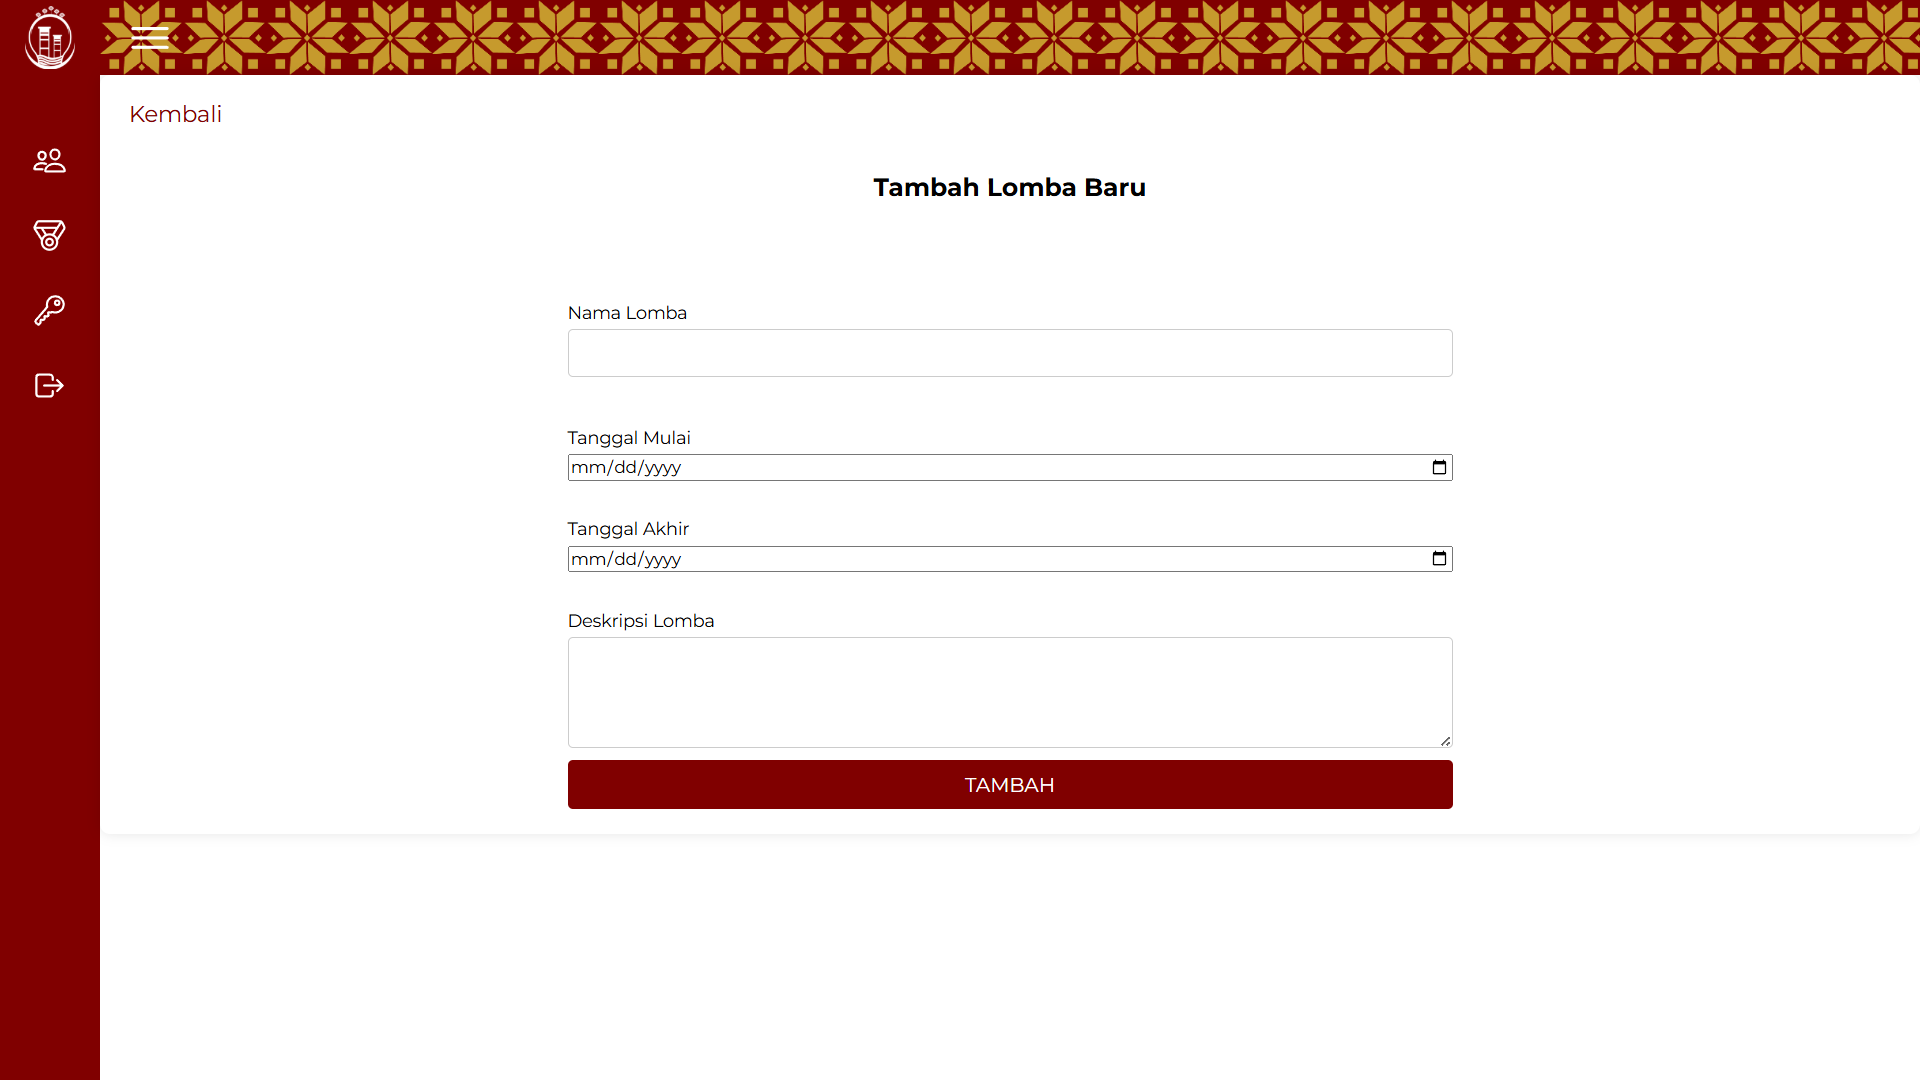 Kembali
Tambah Lomba Baru
Nama Lomba
Tanggal Mulai
mm/dd/yyyy
Tanggal Akhir
mm/dd/yyyy
Deskripsi Lomba
TAMBAH